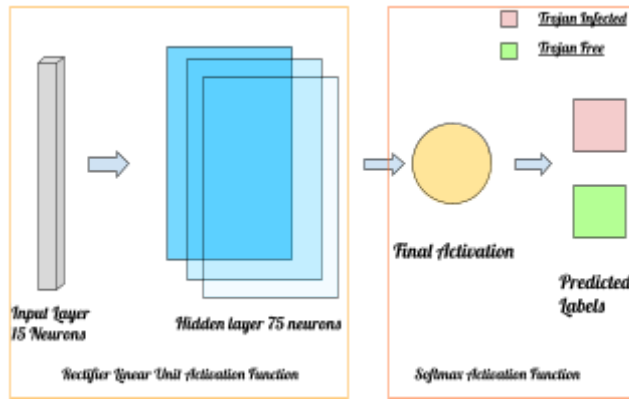 Trojan Infected
Trojan Free
Input Layer
15 Neurons
Hidden layer 75 neurons
Final Activation
Predicted
Labels
Rectifier Linear Unit Activation Function
Softmax Activation Function